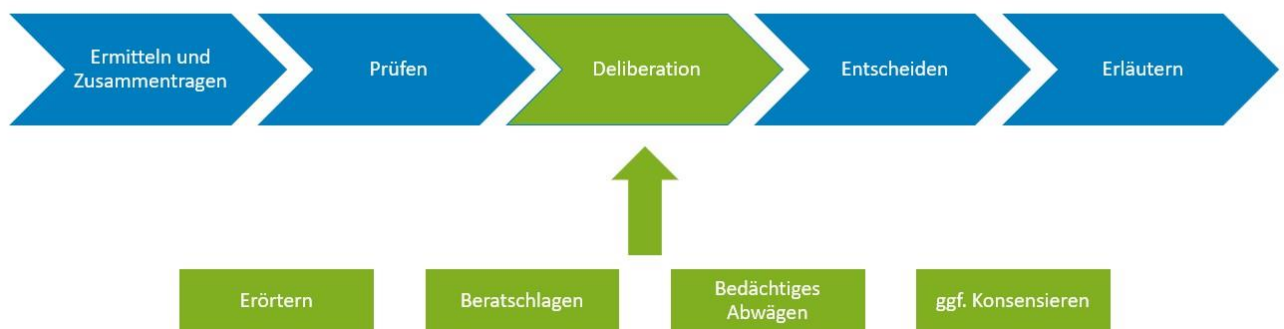 Ermitteln und
Zusammentragen
Prüfen
Deliberation
Entscheiden
Erläutern
Erörtern
Beratschlagen
Bedächtiges
Abwägen
ggf. Konsensieren